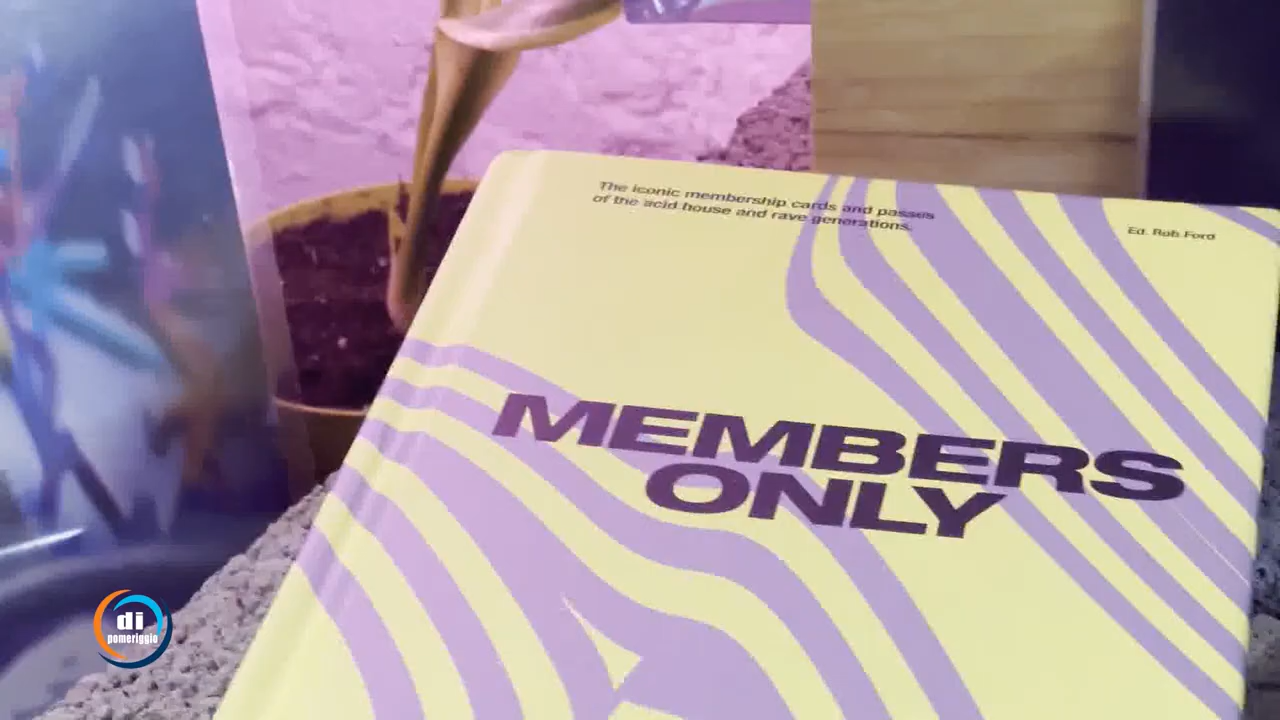 The iconic membership cards and passes
of the acid house and rave generations.
Ed. Rob Ford
MEMBERS
ONLY
di
pomeriggio